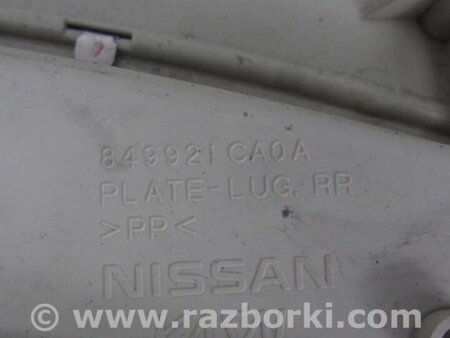 849921CA0A
PLATE-LUG. RR
>PP<
NISSAN
© www.razborki.com